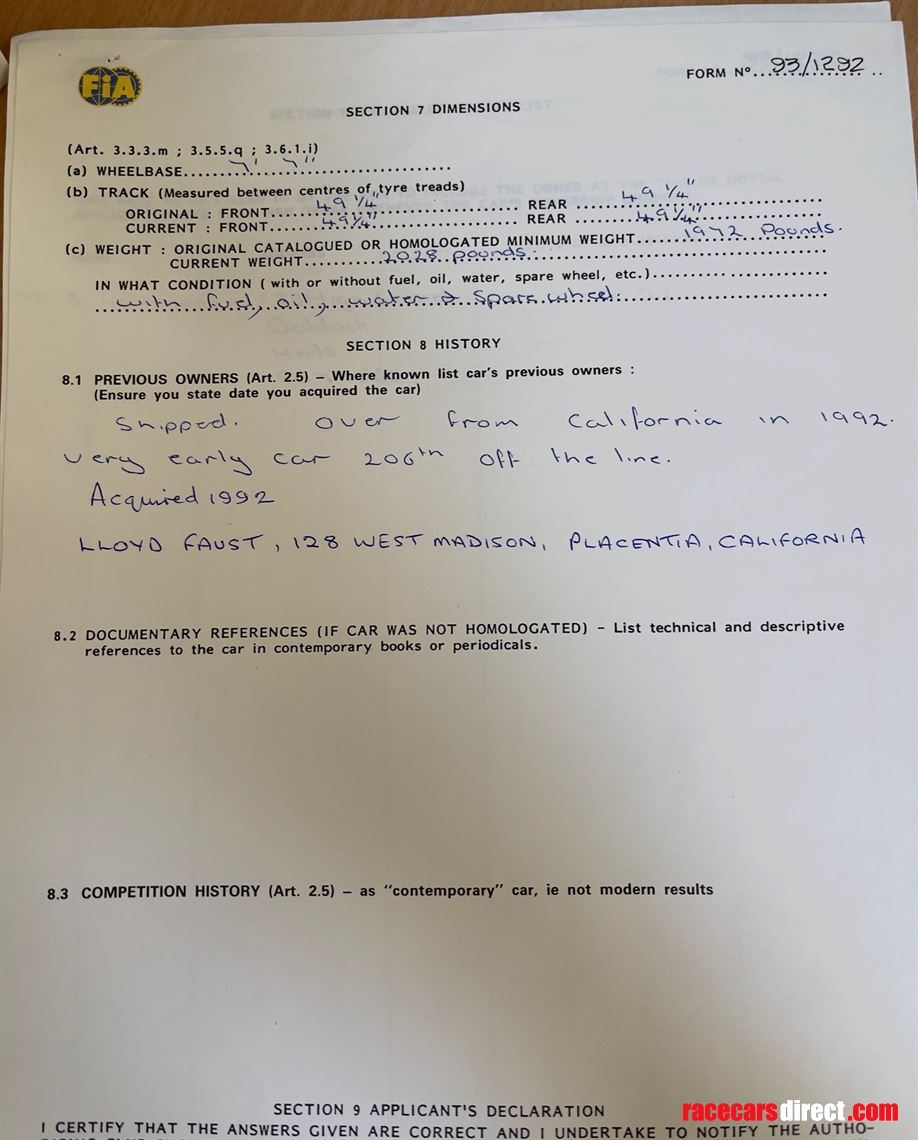 FiA
FORM Nº...93/1292...
SECTION 7 DIMENSIONS
(Art. 3.3.3.m ; 3.5.5.q ; 3.6.1.i)
(a) WHEELBASE...7' 7"...
(b) TRACK (Measured between centres of tyre treads)
ORIGINAL : FRONT...49 1/4"... REAR ...49 1/4"...
CURRENT : FRONT...49 1/4"... REAR ...49 1/4"...
(c) WEIGHT : ORIGINAL CATALOGUED OR HOMOLOGATED MINIMUM WEIGHT...1972 Pounds.
CURRENT WEIGHT...2028 pounds...
IN WHAT CONDITION ( with or without fuel, oil, water, spare wheel, etc.)...
with fuel, oil, water & Spare wheel.
SECTION 8 HISTORY
8.1 PREVIOUS OWNERS (Art. 2.5) – Where known list car's previous owners :
(Ensure you state date you acquired the car)
Shipped. over from California in 1992.
very early car 206th off the line.
Acquired 1992
LLOYD FAUST, 128 WEST MADISON, PLACENTIA, CALIFORNIA
8.2 DOCUMENTARY REFERENCES (IF CAR WAS NOT HOMOLOGATED) – List technical and descriptive
references to the car in contemporary books or periodicals.
8.3 COMPETITION HISTORY (Art. 2.5) – as "contemporary" car, ie not modern results
SECTION 9 APPLICANT'S DECLARATION
I CERTIFY THAT THE ANSWERS GIVEN ARE CORRECT AND I UNDERTAKE TO NOTIFY THE AUTHO-
racecarsdirect.com